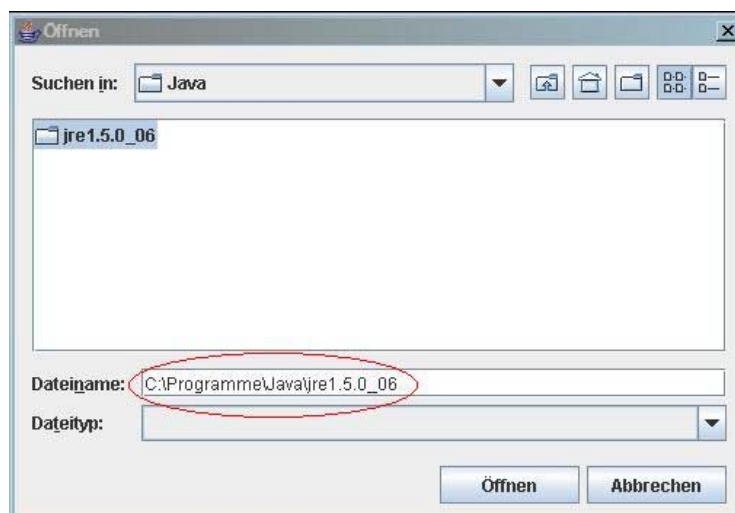 Öffnen
Suchen in: Java
jre1.5.0_06
Dateiname: C:\Programme\Java\jre1.5.0_06
Dateityp:
Öffnen Abbrechen